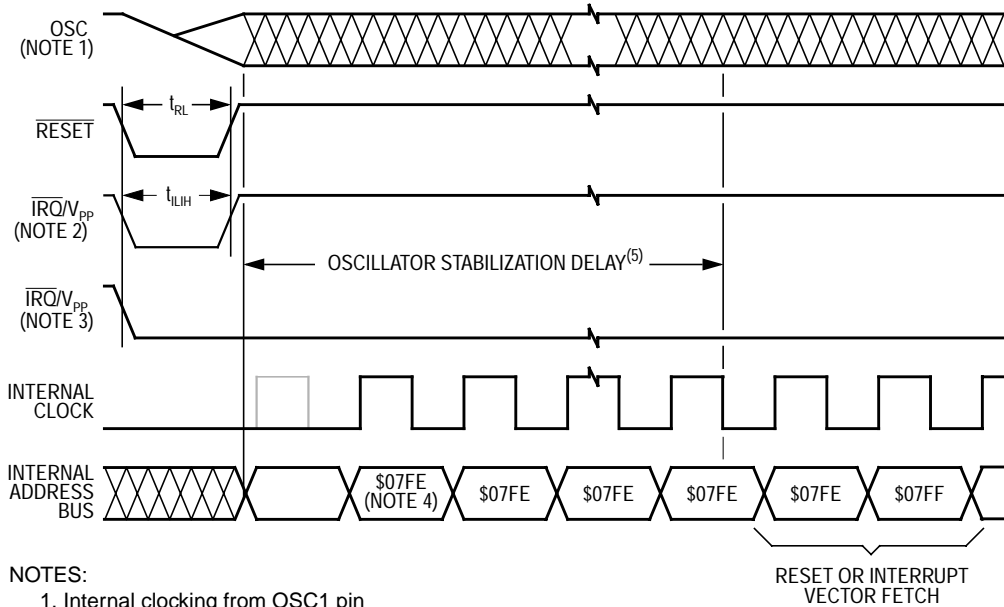 OSC
(NOTE 1)
t_RL
RESET
t_ILIH
IRQ/V_PP
(NOTE 2)
OSCILLATOR STABILIZATION DELAY(5)
IRQ/V_PP
(NOTE 3)
INTERNAL
CLOCK
INTERNAL
ADDRESS
BUS
$07FE
(NOTE 4)
$07FE
$07FE
$07FE
$07FE
$07FF
RESET OR INTERRUPT
VECTOR FETCH
NOTES:
1. Internal clocking from OSC1 pin